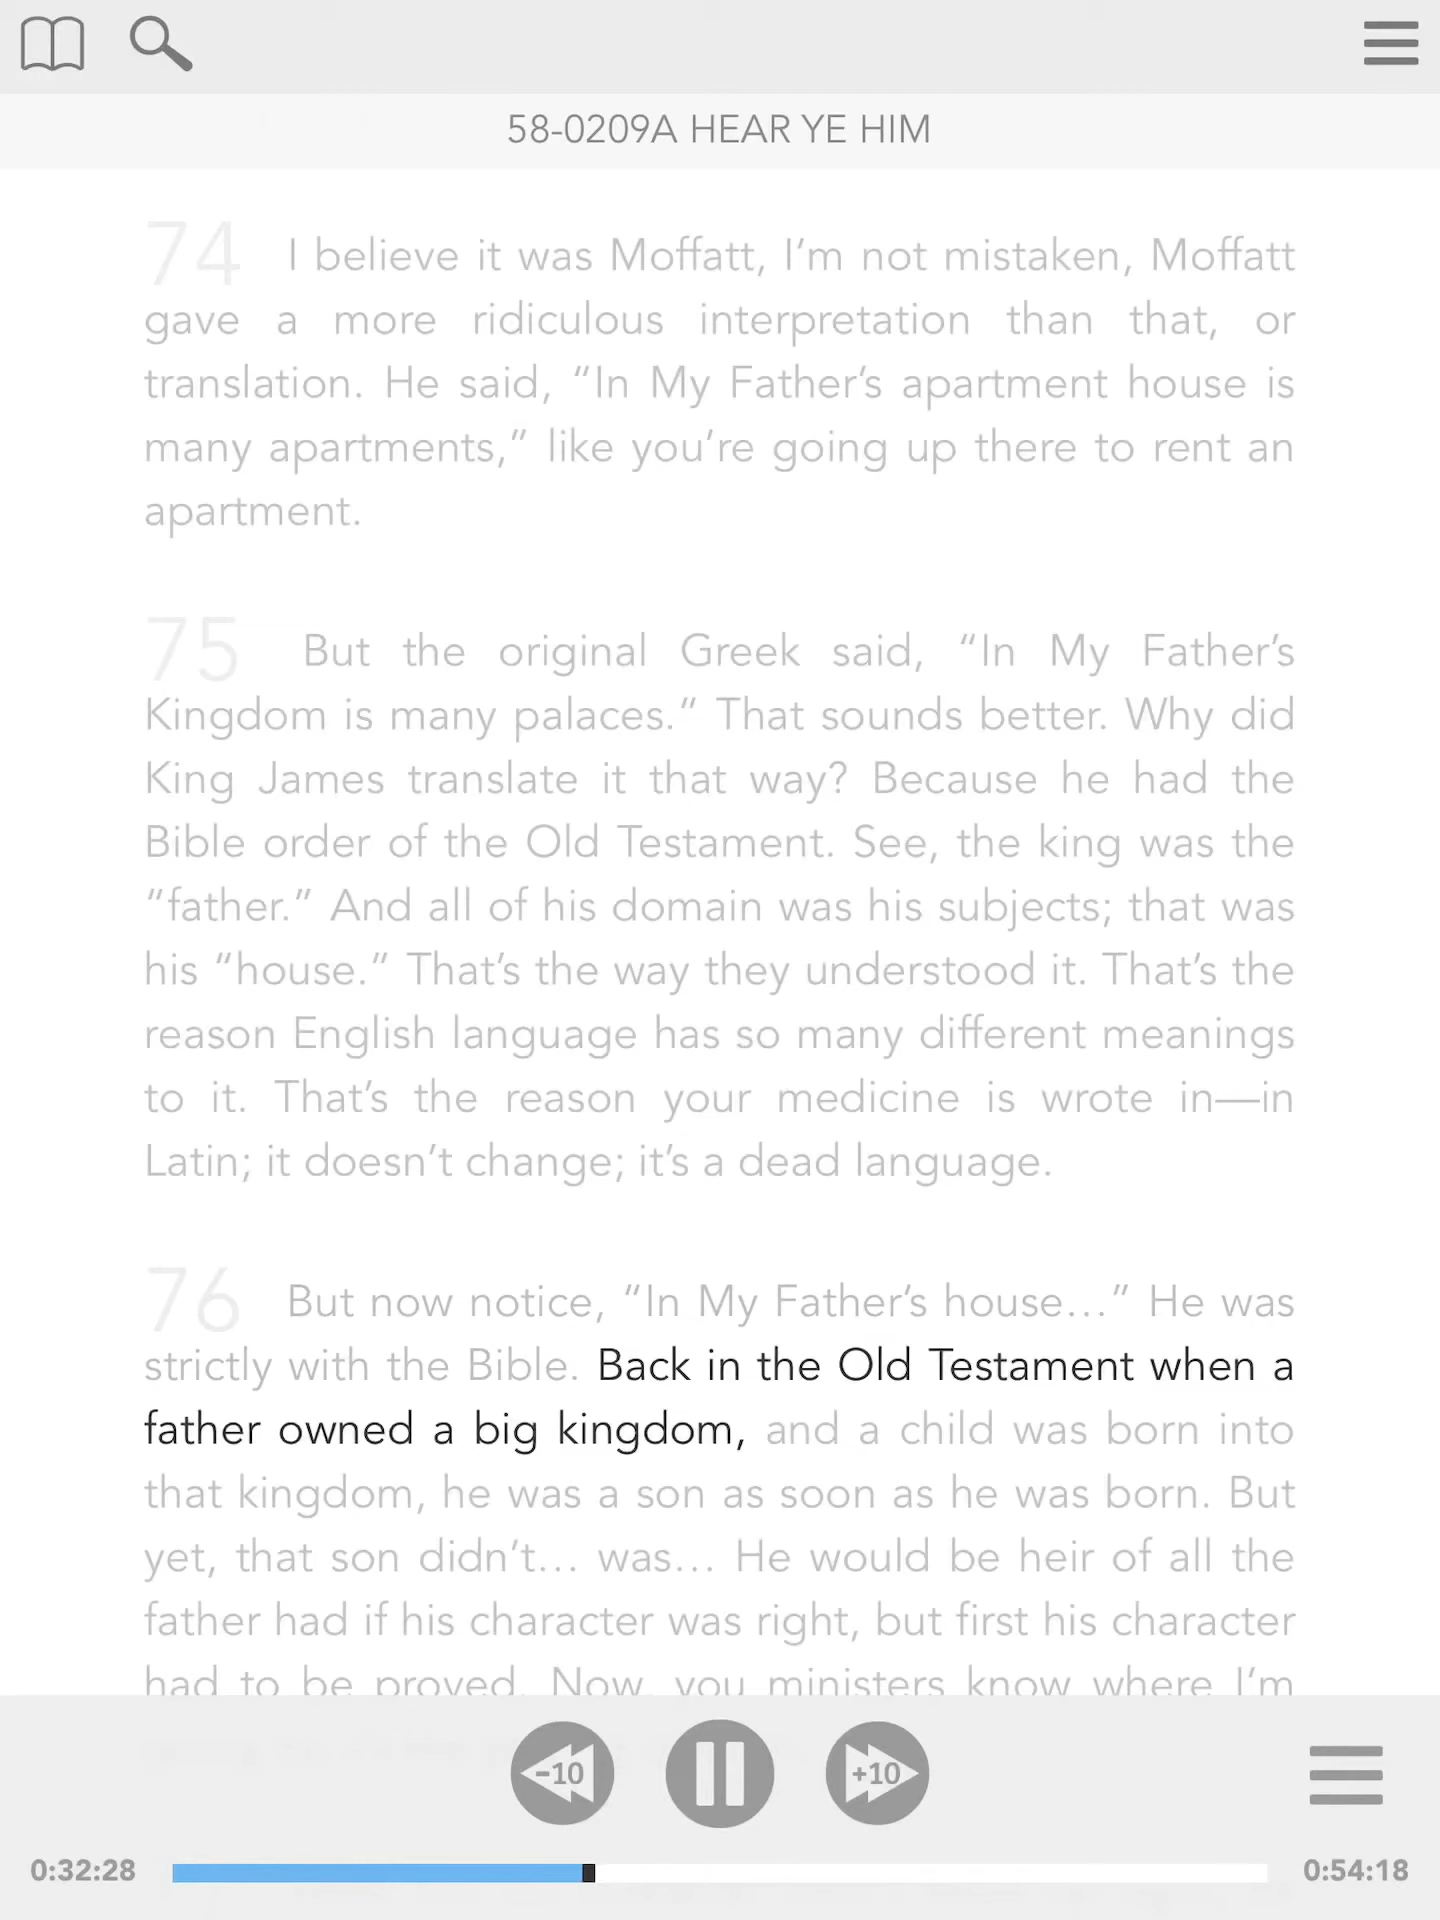 58-0209A HEAR YE HIM
74 I believe it was Moffatt, I’m not mistaken, Moffatt
gave a more ridiculous interpretation than that, or
translation. He said, “In My Father’s apartment house is
many apartments,” like you’re going up there to rent an
apartment.
75 But the original Greek said, “In My Father’s
Kingdom is many palaces.” That sounds better. Why did
King James translate it that way? Because he had the
Bible order of the Old Testament. See, the king was the
“father.” And all of his domain was his subjects; that was
his “house.” That’s the way they understood it. That’s the
reason English language has so many different meanings
to it. That’s the reason your medicine is wrote in—in
Latin; it doesn’t change; it’s a dead language.
76 But now notice, “In My Father’s house…” He was
strictly with the Bible. Back in the Old Testament when a
father owned a big kingdom, and a child was born into
that kingdom, he was a son as soon as he was born. But
yet, that son didn’t… was… He would be heir of all the
father had if his character was right, but first his character
had to be proved. Now, you ministers know where I’m
-10 +10
0:32:28 0:54:18